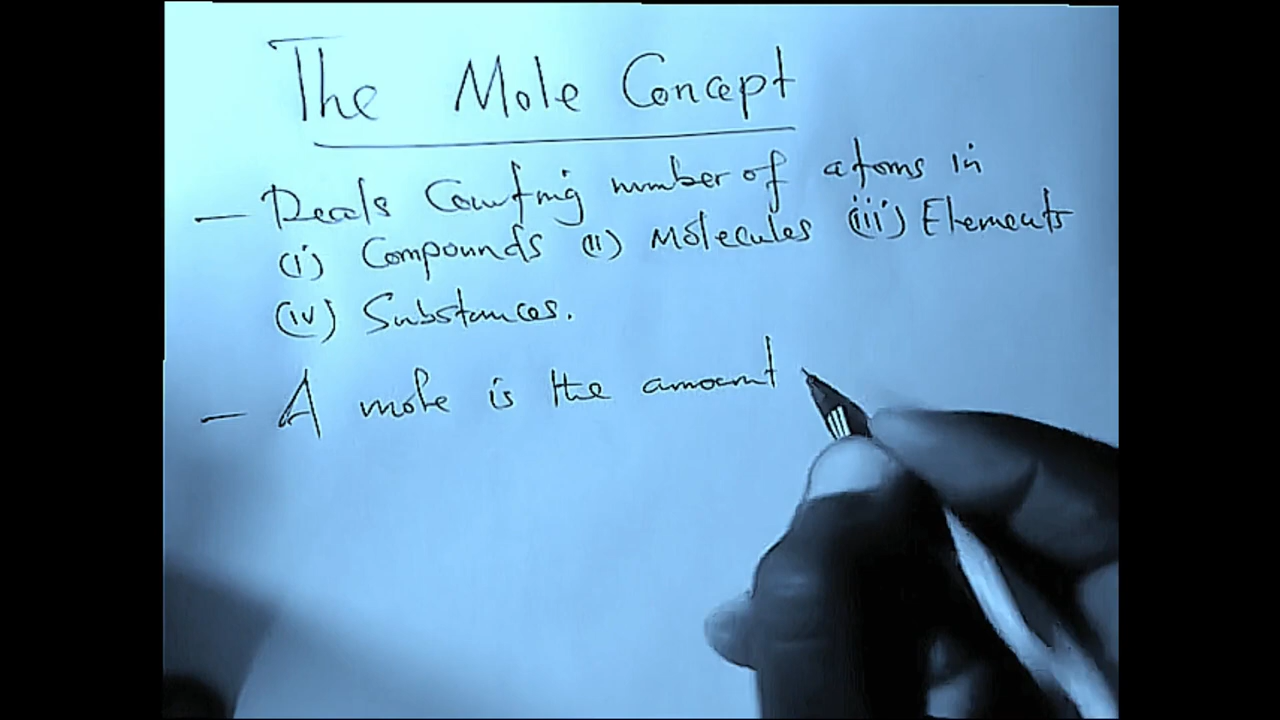 The Mole Concept
— Deals Counting number of atoms in
(i) Compounds (ii) Molecules (iii) Elements
(iv) Substances.
— A mole is the amount